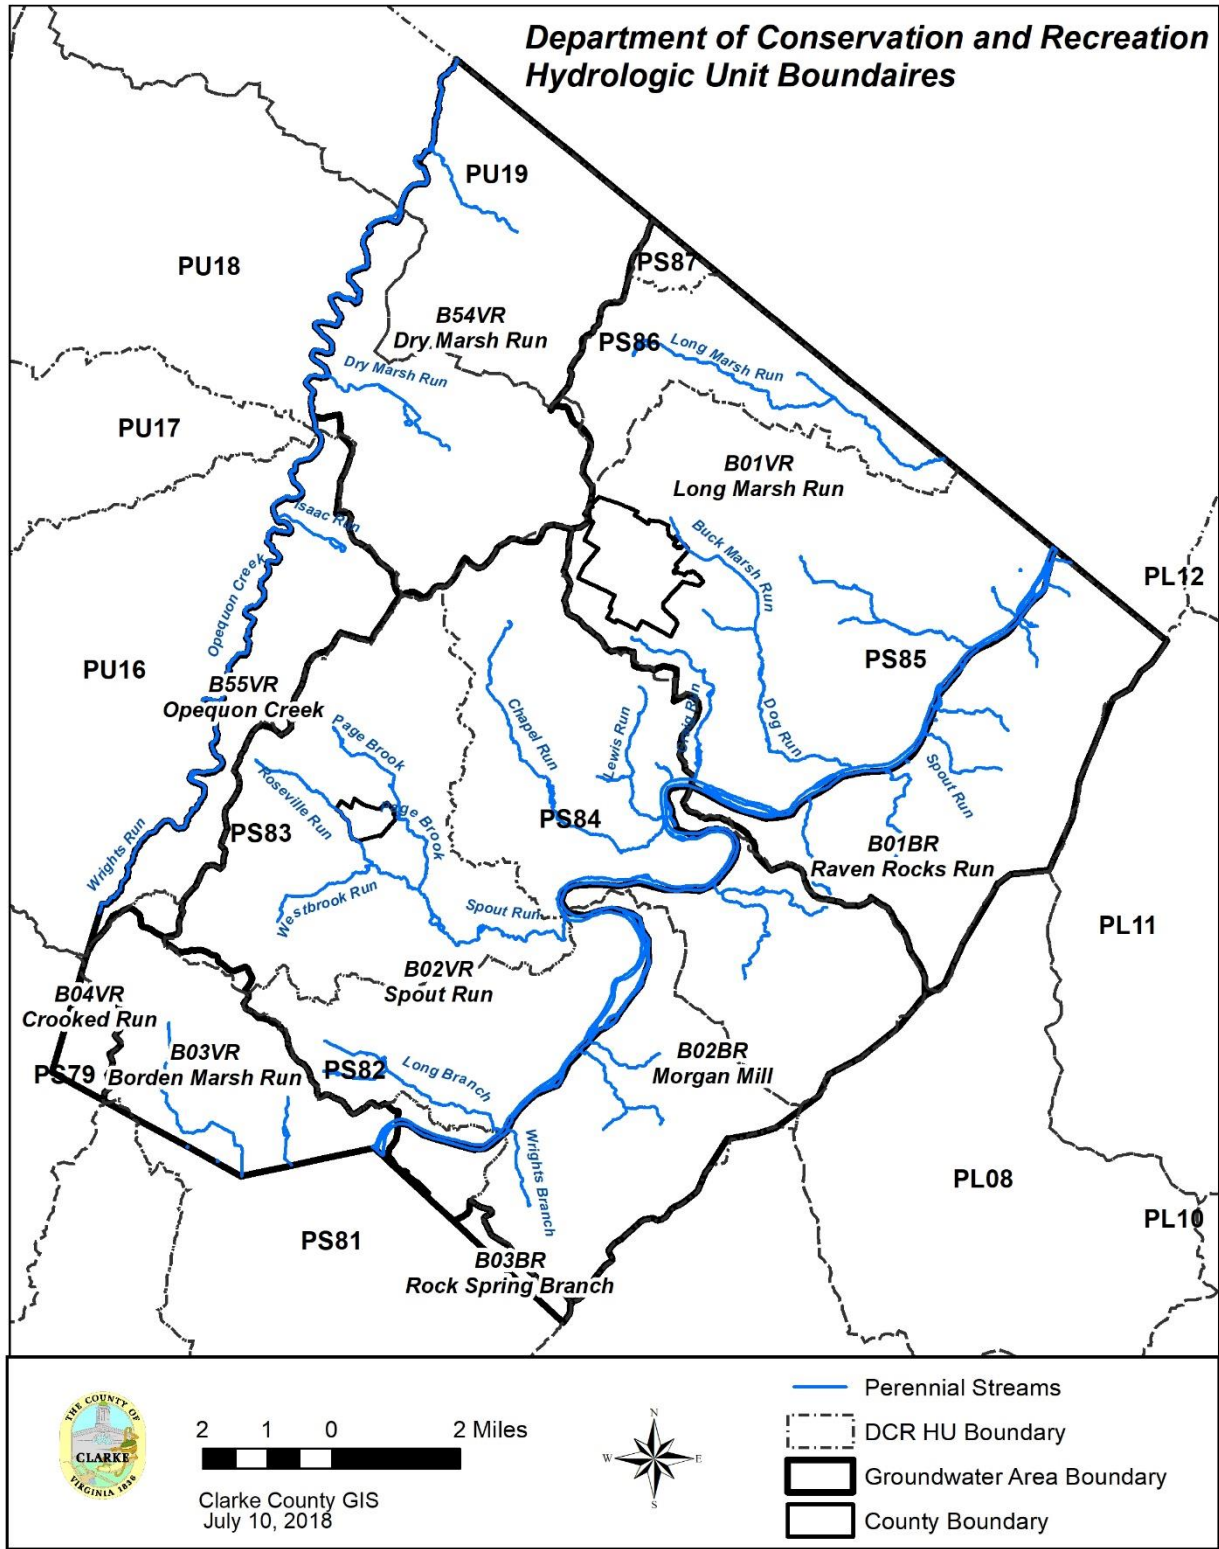 Department of Conservation and Recreation
Hydrologic Unit Boundaires
PU19
PU18
PS87
B54VR
Dry Marsh Run
PS86
Long Marsh Run
Dry Marsh Run
PU17
B01VR
Long Marsh Run
Isaac Run
Buck Marsh Run
Opequon Creek
PL12
PU16
PS85
B55VR
Opequon Creek
Page Brook
Chapel Run
Lewis Run
Craig Run
Dog Run
Spout Run
Roseville Run
Page Brook
PS83
PS84
Wrights Run
B01BR
Raven Rocks Run
Westbrook Run
Spout Run
PL11
B02VR
Spout Run
B04VR
Crooked Run
B03VR
Borden Marsh Run
PS79
PS82
Long Branch
B02BR
Morgan Mill
Wrights Branch
PL08
PL10
PS81
B03BR
Rock Spring Branch
THE COUNTY OF
CLARKE
VIRGINIA 1836
2 1 0 2 Miles
Clarke County GIS
July 10, 2018
N
W E
S
Perennial Streams
DCR HU Boundary
Groundwater Area Boundary
County Boundary